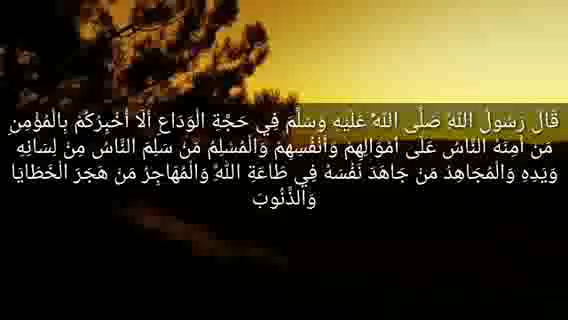 قَالَ رَسُولُ اللَّهِ صَلَّى اللَّهُ عَلَيْهِ وَسَلَّمَ فِي حَجَّةِ الْوَدَاعِ أَلَا أُخْبِرُكُمْ بِالْمُؤْمِنِ
مَنْ أَمِنَهُ النَّاسُ عَلَى أَمْوَالِهِمْ وَأَنْفُسِهِمْ وَالْمُسْلِمُ مَنْ سَلِمَ النَّاسُ مِنْ لِسَانِهِ
وَيَدِهِ وَالْمُجَاهِدُ مَنْ جَاهَدَ نَفْسَهُ فِي طَاعَةِ اللَّهِ وَالْمُهَاجِرُ مَنْ هَجَرَ الْخَطَايَا
وَالذُّنُوبَ